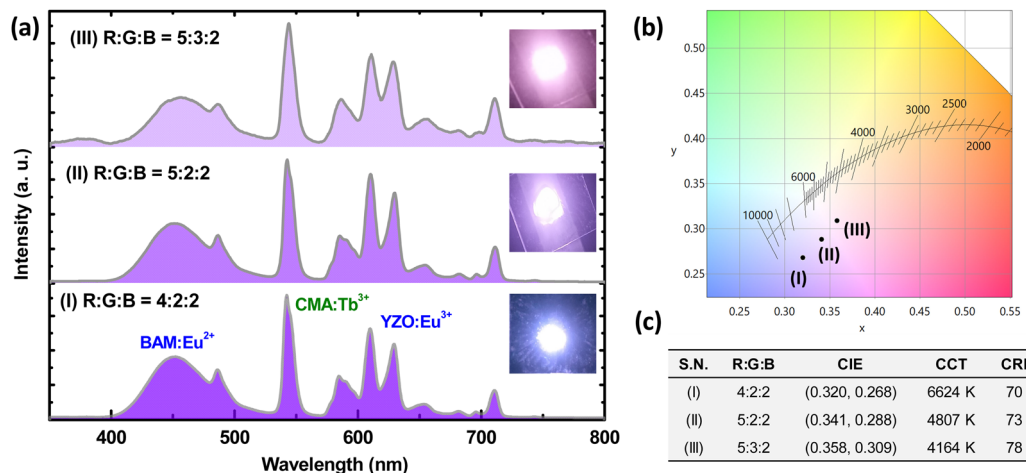 (a)
(III) R:G:B = 5:3:2
(II) R:G:B = 5:2:2
(I) R:G:B = 4:2:2
CMA:Tb³⁺
YZO:Eu³⁺
BAM:Eu²⁺
Intensity (a. u.)
400 500 600 700 800
Wavelength (nm)
(b)
0.50
0.45
0.40
y
0.35
0.30
0.25
3000 2500
4000
2000
6000
10000
(III)
(II)
(I)
0.25 0.30 0.35 0.40 0.45 0.50 0.55
x
(c)
S.N. R:G:B CIE CCT CRI
(I) 4:2:2 (0.320, 0.268) 6624 K 70
(II) 5:2:2 (0.341, 0.288) 4807 K 73
(III) 5:3:2 (0.358, 0.309) 4164 K 78